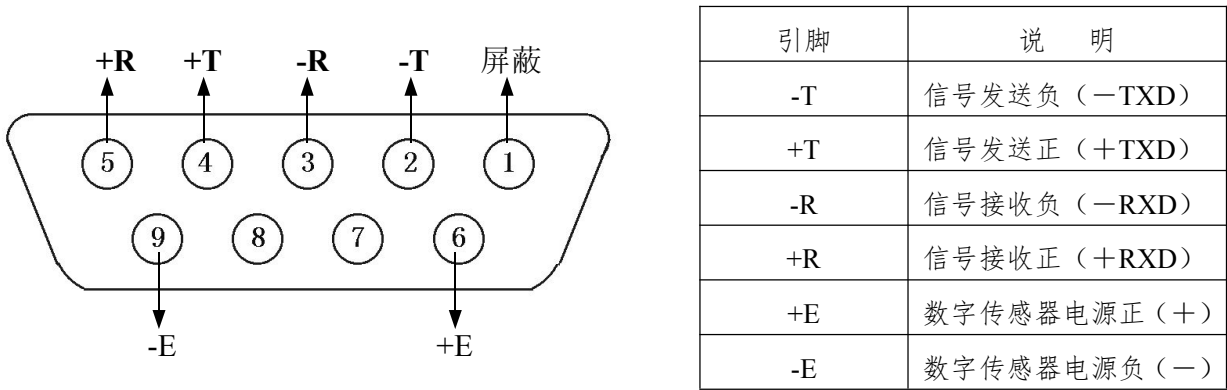 +R +T -R -T 屏蔽
5 4 3 2 1
9 8 7 6
-E +E
引脚 说 明
-T 信号发送负（－TXD）
+T 信号发送正（＋TXD）
-R 信号接收负（－RXD）
+R 信号接收正（＋RXD）
+E 数字传感器电源正（＋）
-E 数字传感器电源负（－）